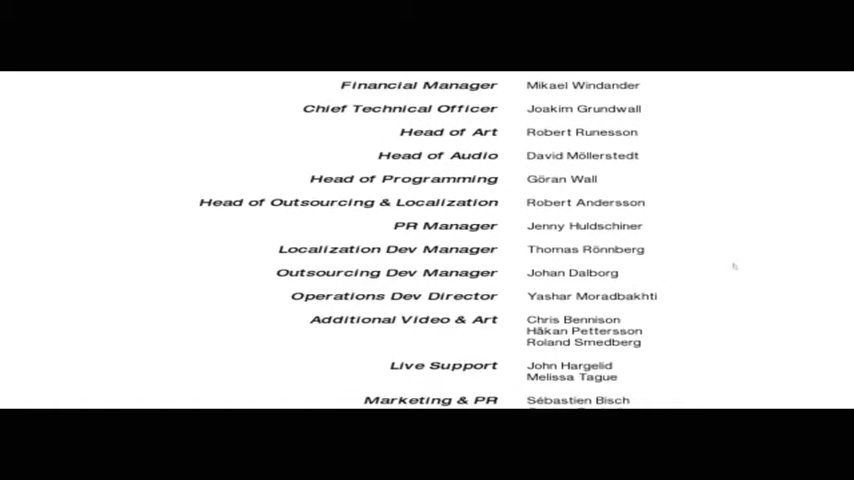 Financial Manager Mikael Windander
Chief Technical Officer Joakim Grundwall
Head of Art Robert Runesson
Head of Audio David Möllerstedt
Head of Programming Göran Wall
Head of Outsourcing & Localization Robert Andersson
PR Manager Jenny Huldschiner
Localization Dev Manager Thomas Rönnberg
Outsourcing Dev Manager Johan Dalborg
Operations Dev Director Yashar Moradbakhti
Additional Video & Art Chris Bennison
Håkan Pettersson
Roland Smedberg
Live Support John Hargelid
Melissa Tague
Marketing & PR Sébastien Bisch